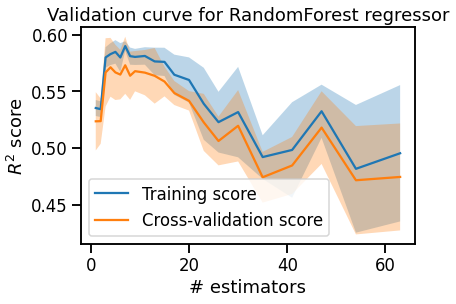 Validation curve for RandomForest regressor
0.60
0.55
0.50
0.45
R² score
Training score
Cross-validation score
0
20
40
60
# estimators